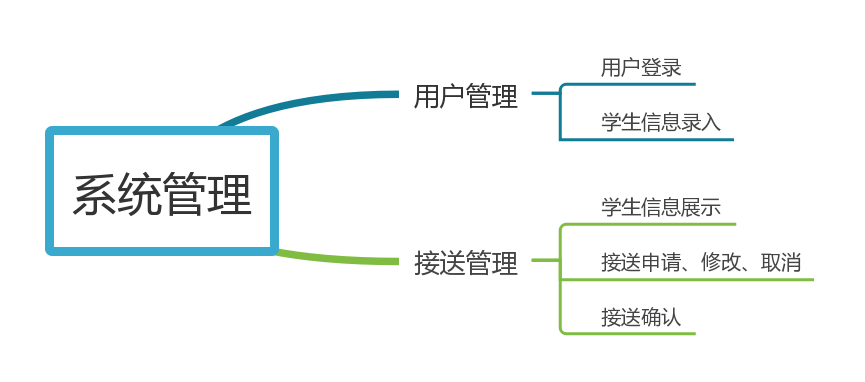 系统管理
用户管理
用户登录
学生信息录入
接送管理
学生信息展示
接送申请、修改、取消
接送确认